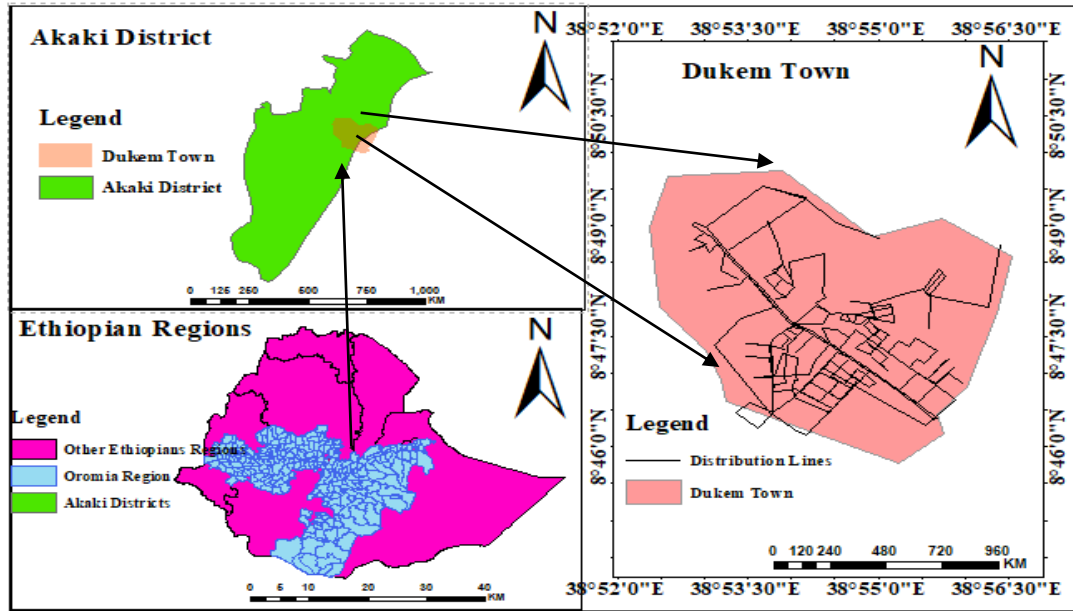 Akaki District
N
Legend
Dukem Town
Akaki District
0 125 250 500 750 1,000
KM
Ethiopian Regions
N
Legend
Other Ethiopians Regions
Oromia Region
Akaki Districts
0 5 10 20 30 40
KM
38°52'0"E 38°53'30"E 38°55'0"E 38°56'30"E
Dukem Town
N
8°50'30"N 8°50'30"N
8°49'0"N 8°49'0"N
8°47'30"N 8°47'30"N
8°46'0"N 8°46'0"N
Legend
Distribution Lines
Dukem Town
0 120 240 480 720 960
KM
38°52'0"E 38°53'30"E 38°55'0"E 38°56'30"E